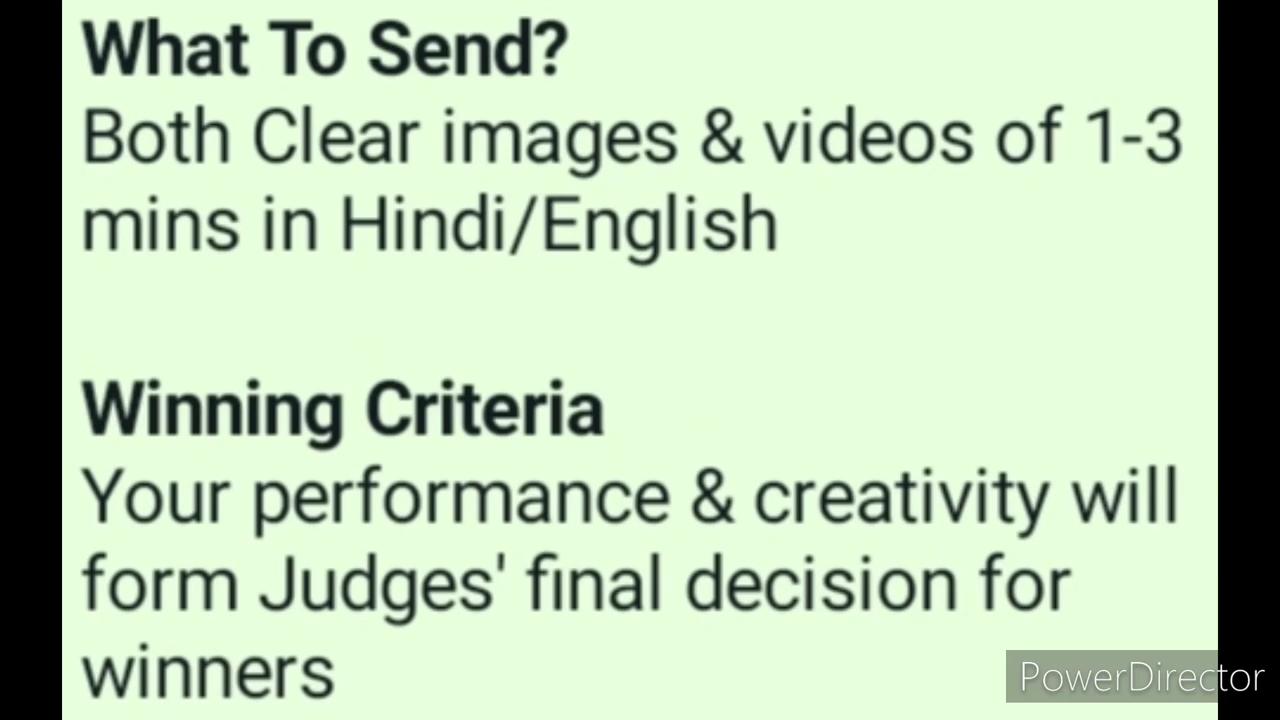 What To Send?
Both Clear images & videos of 1-3
mins in Hindi/English
Winning Criteria
Your performance & creativity will
form Judges' final decision for
winners
PowerDirector